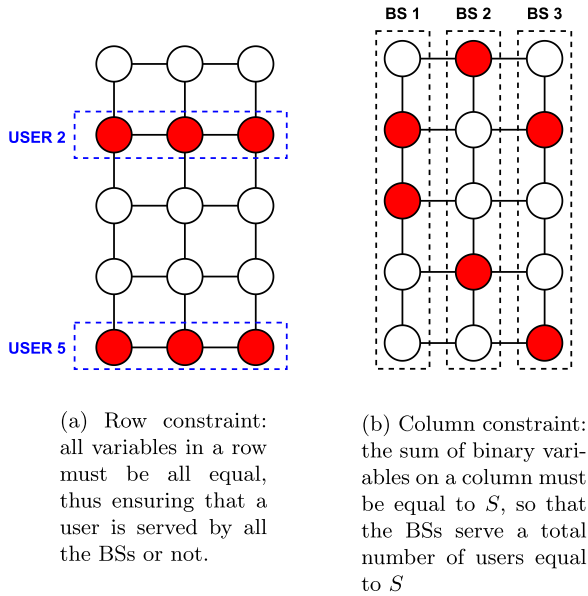 BS 1 BS 2 BS 3
USER 2
USER 5
(a) Row constraint:
all variables in a row
must be all equal,
thus ensuring that a
user is served by all
the BSs or not.
(b) Column constraint:
the sum of binary vari-
ables on a column must
be equal to S, so that
the BSs serve a total
number of users equal
to S